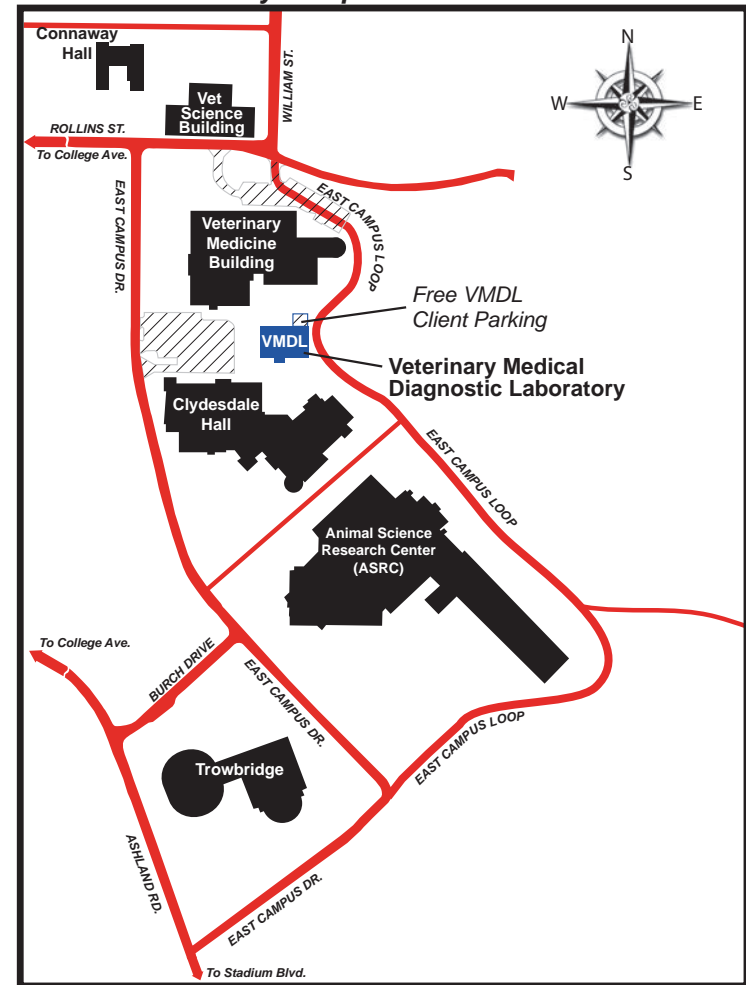 Connaway
Hall
Vet
Science
Building
WILLIAM ST.
N
W
E
S
ROLLINS ST.
To College Ave.
EAST CAMPUS DR.
EAST CAMPUS LOOP
Veterinary
Medicine
Building
Free VMDL
Client Parking
VMDL
Veterinary Medical
Diagnostic Laboratory
Clydesdale
Hall
EAST CAMPUS LOOP
Animal Science
Research Center
(ASRC)
To College Ave.
BURCH DRIVE
EAST CAMPUS DR.
EAST CAMPUS LOOP
Trowbridge
ASHLAND RD.
EAST CAMPUS DR.
To Stadium Blvd.